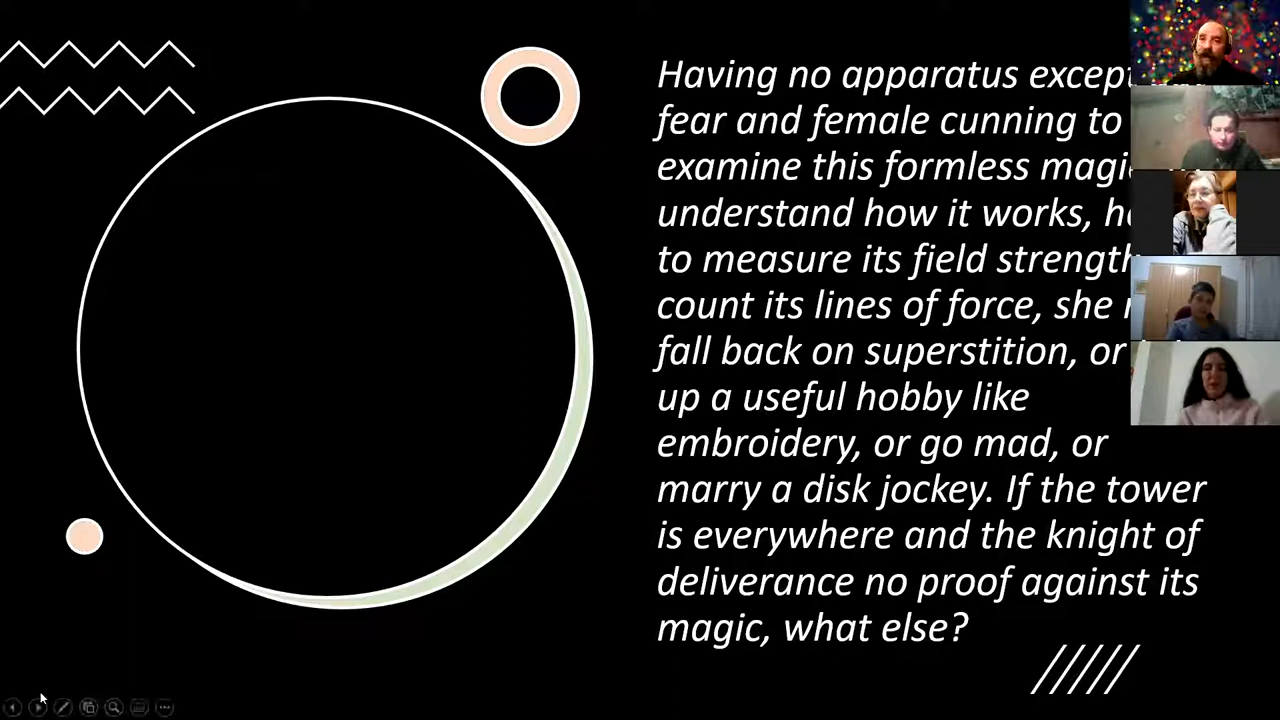 Having no apparatus except
fear and female cunning to
examine this formless magic
understand how it works,
to measure its field strength
count its lines of force, she
fall back on superstition, or
up a useful hobby like
embroidery, or go mad, or
marry a disk jockey. If the tower
is everywhere and the knight of
deliverance no proof against its
magic, what else?